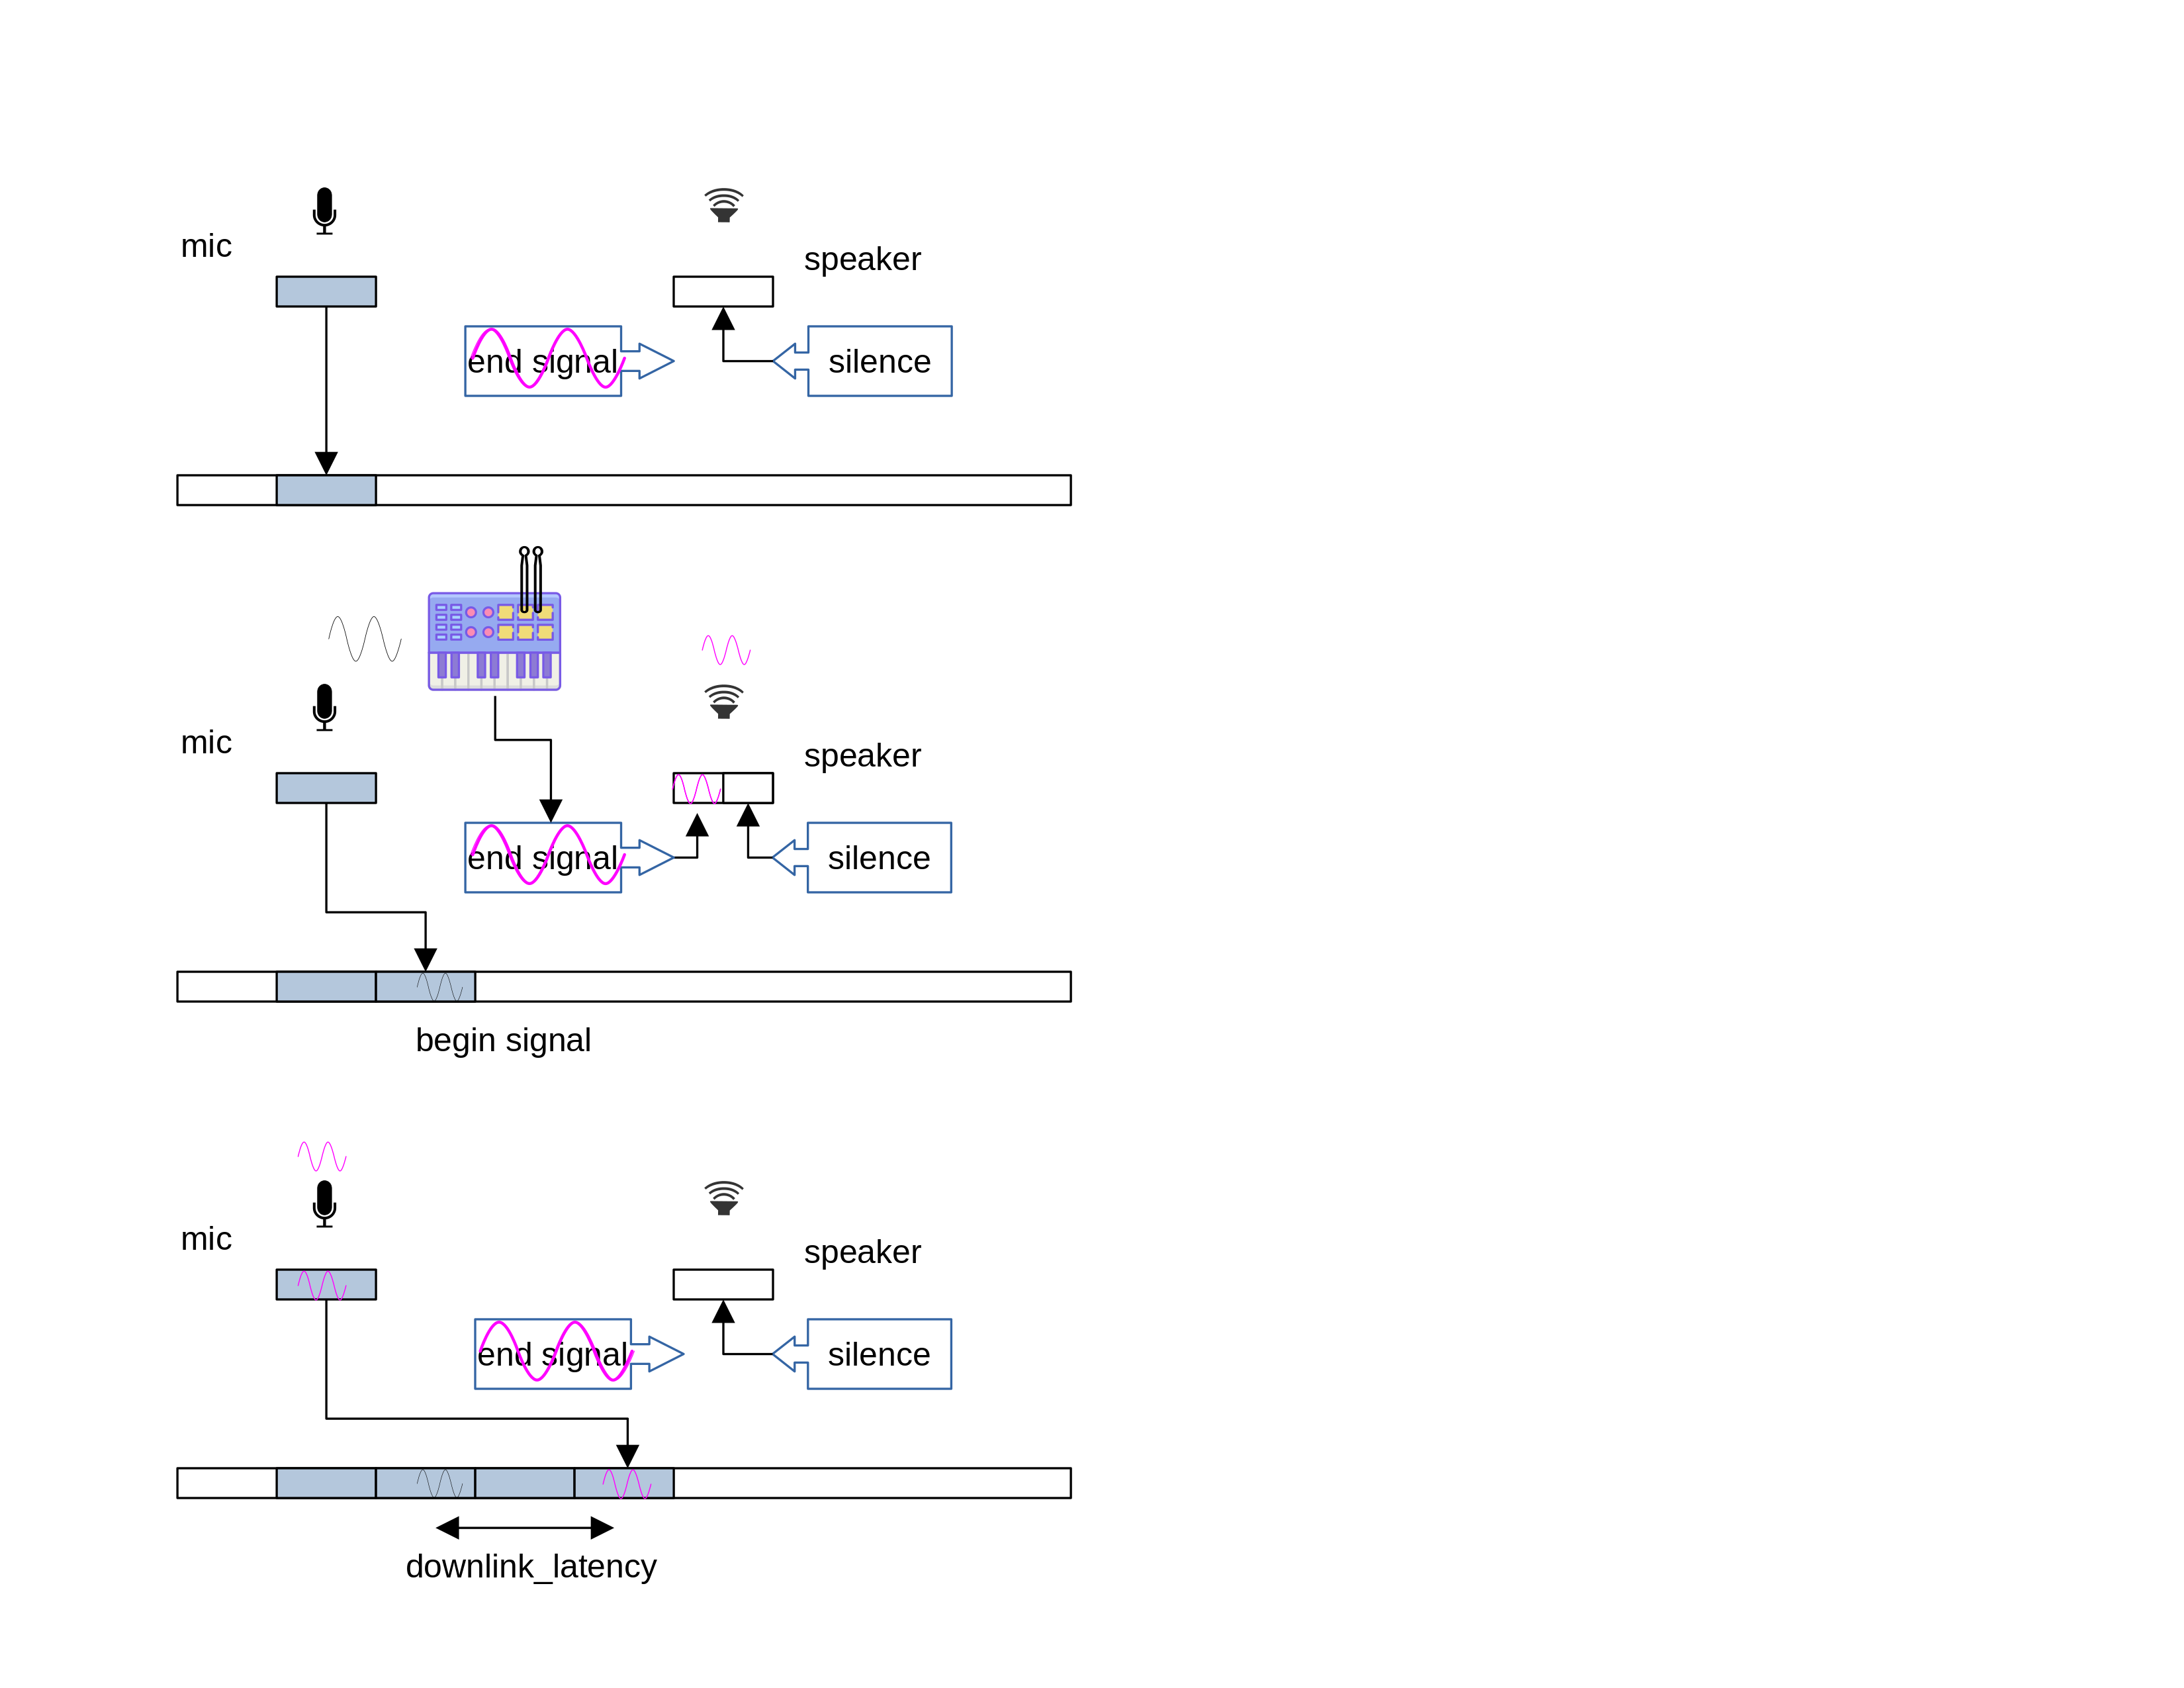 mic
speaker
end signal
silence
mic
speaker
end signal
silence
begin signal
mic
speaker
end signal
silence
downlink_latency